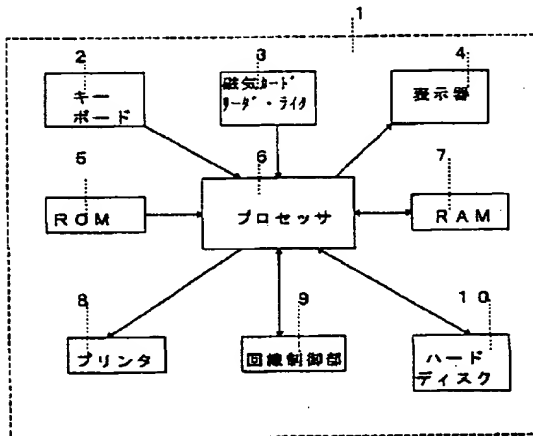 1
2
3
4
キー
ボード
磁気カード
リーダ・ライタ
表示器
5
6
7
ROM
プロセッサ
RAM
8
9
10
プリンタ
回線制御部
ハード
ディスク